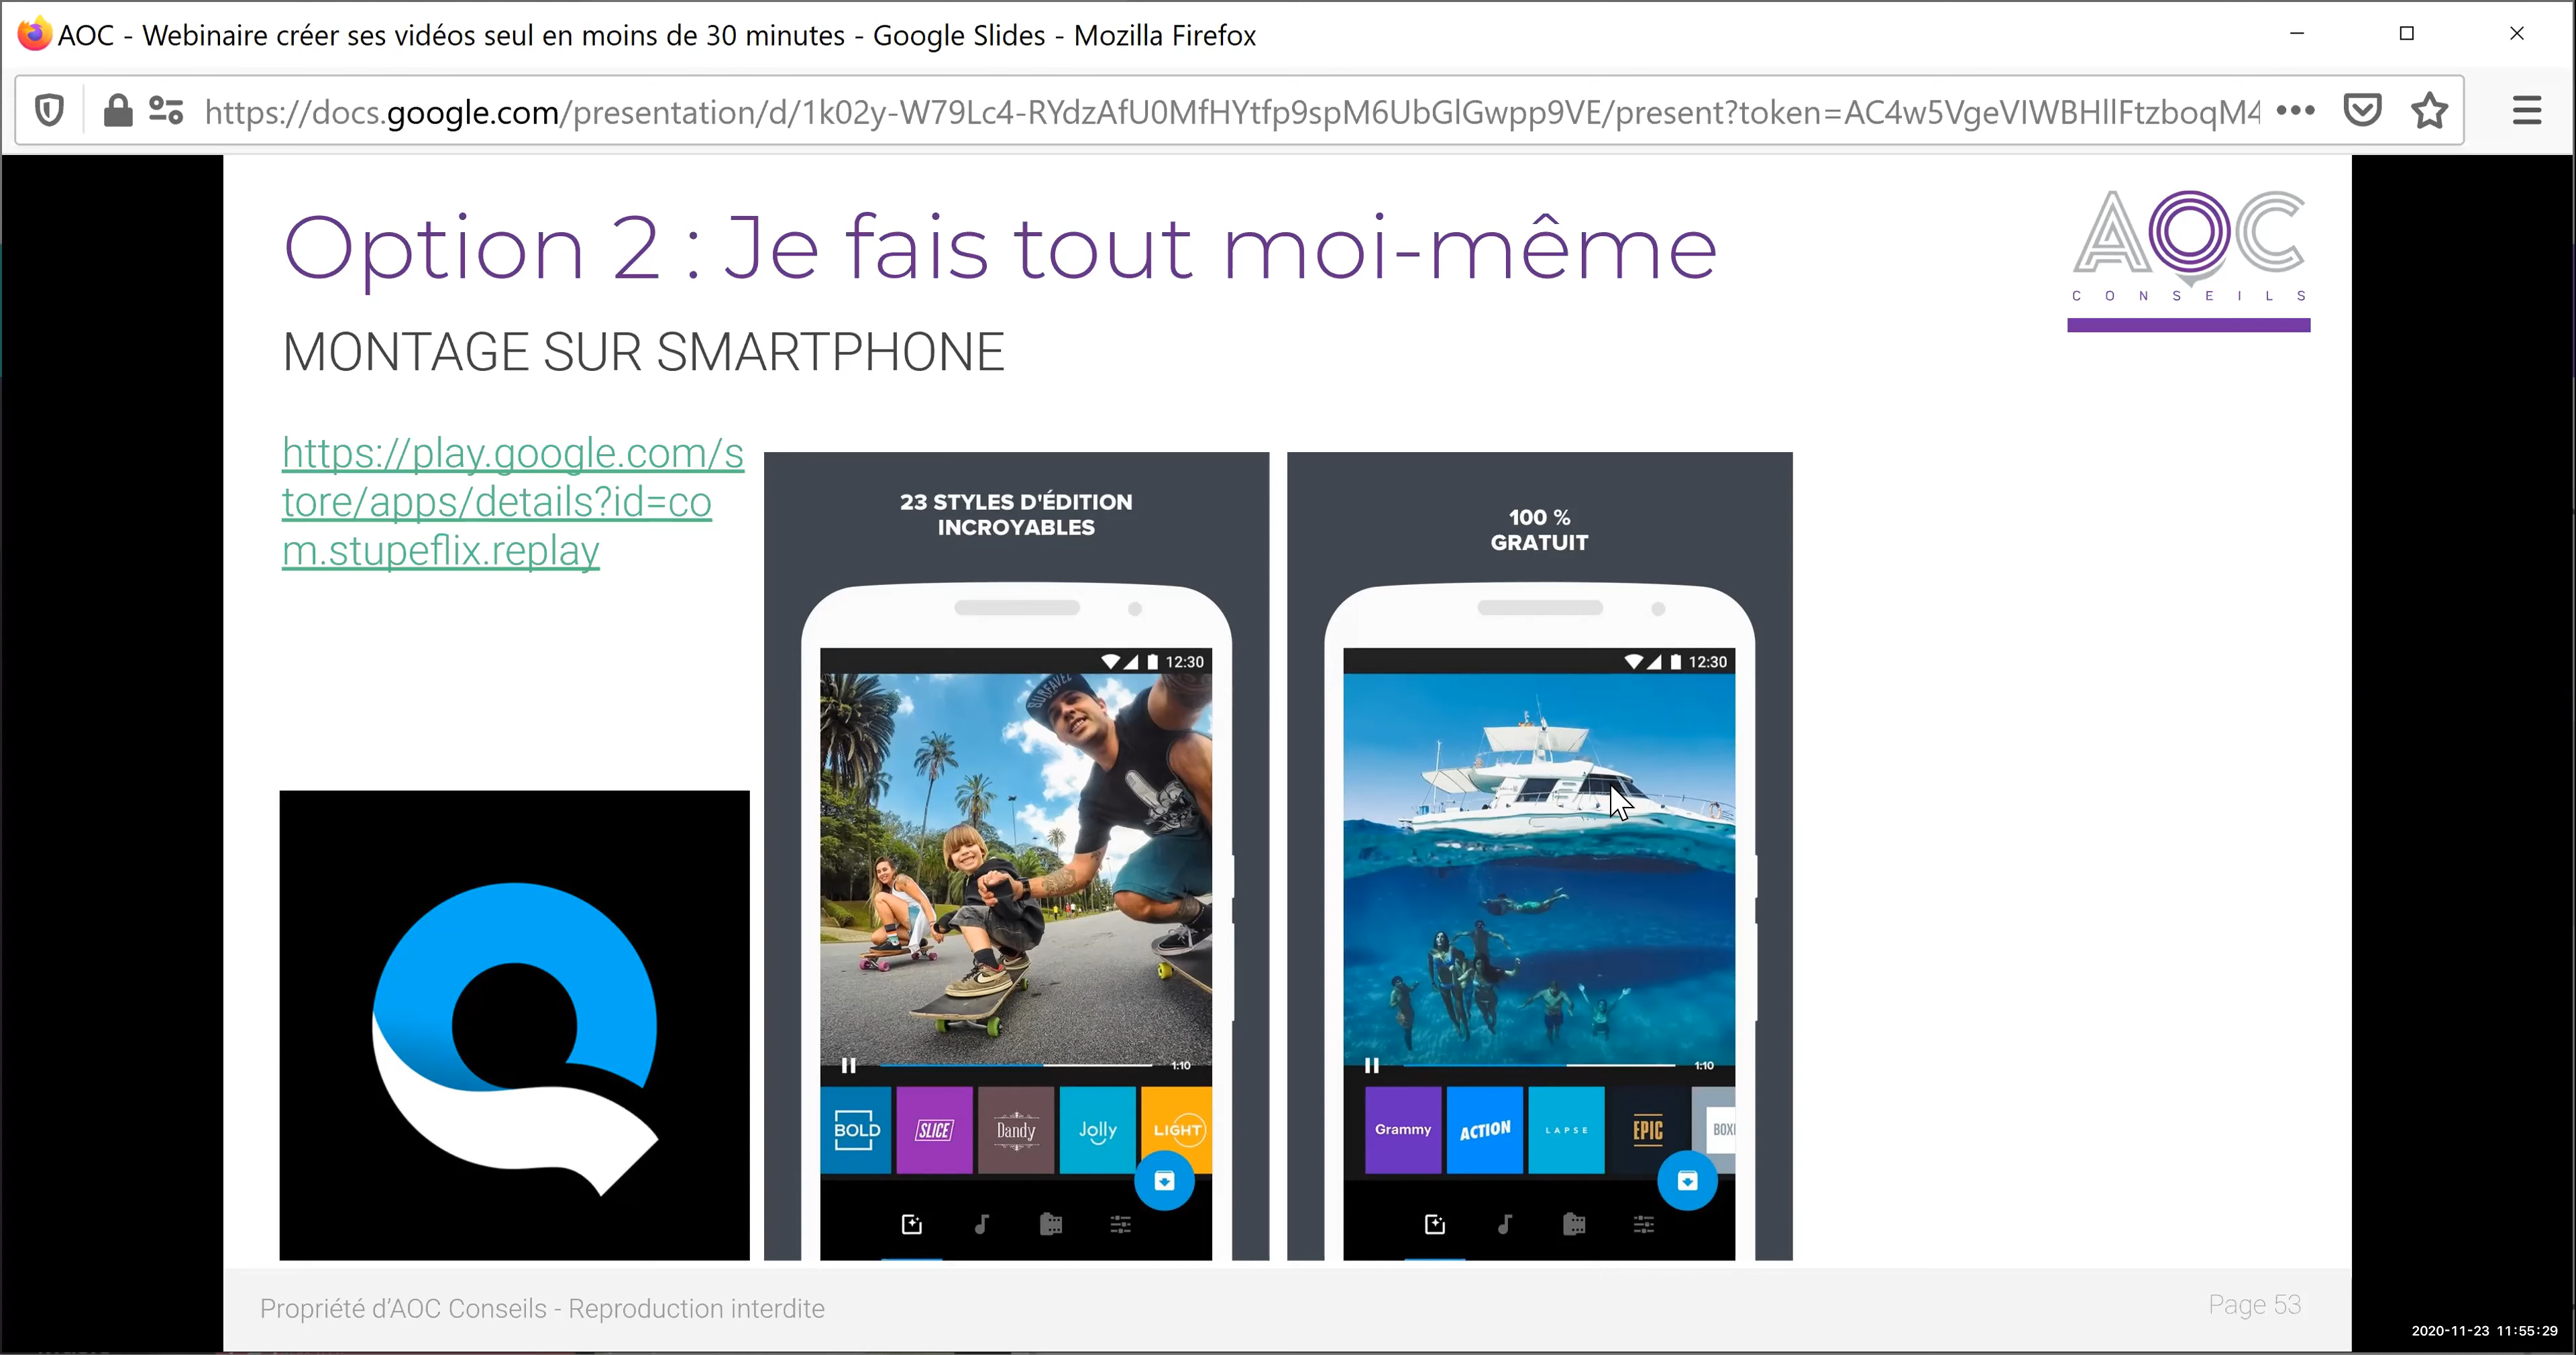 AOC - Webinaire créer ses vidéos seul en moins de 30 minutes - Google Slides - Mozilla Firefox
https://docs.google.com/presentation/d/1k02y-W79Lc4-RYdzAfU0MfHYtfp9spM6UbGlGwpp9VE/present?token=AC4w5VgeVIWBHllFtzboqM4
Option 2 : Je fais tout moi-même
AOC
CONSEILS
MONTAGE SUR SMARTPHONE
https://play.google.com/s
tore/apps/details?id=co
m.stupeflix.replay
23 STYLES D'ÉDITION
INCROYABLES
12:30
1:10
BOLD
SLICE
Dandy
Jolly
LIGHT
100 %
GRATUIT
12:30
1:10
Grammy
ACTION
LAPSE
EPIC
BOX
Propriété d'AOC Conseils - Reproduction interdite
Page 53
2020-11-23 11:55:29